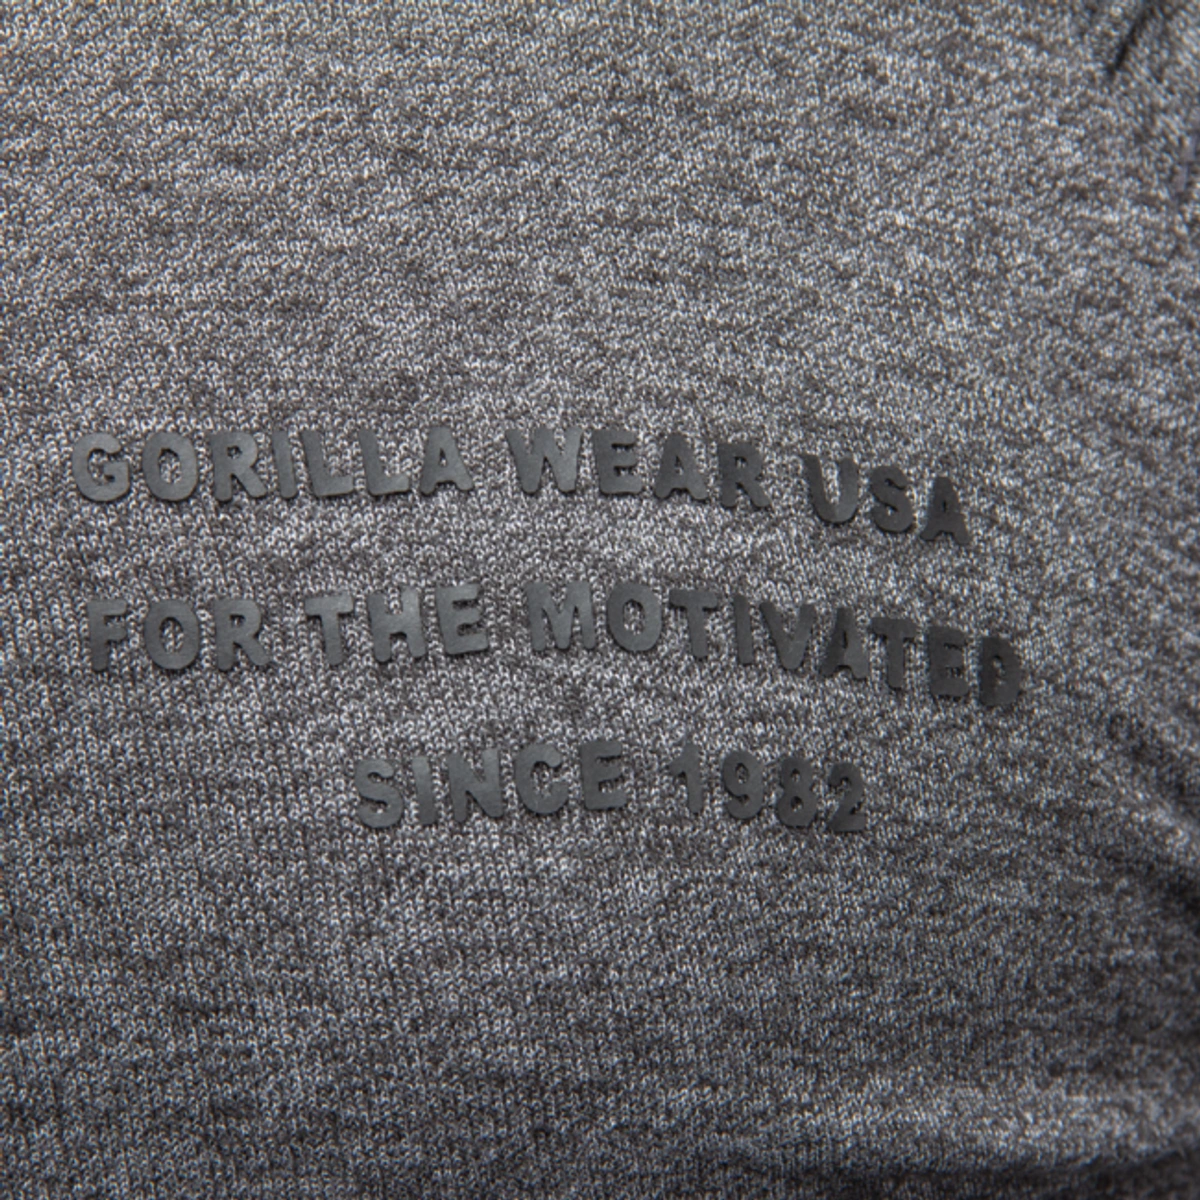 GORILLA WEAR USA
FOR THE MOTIVATED
SINCE 1982